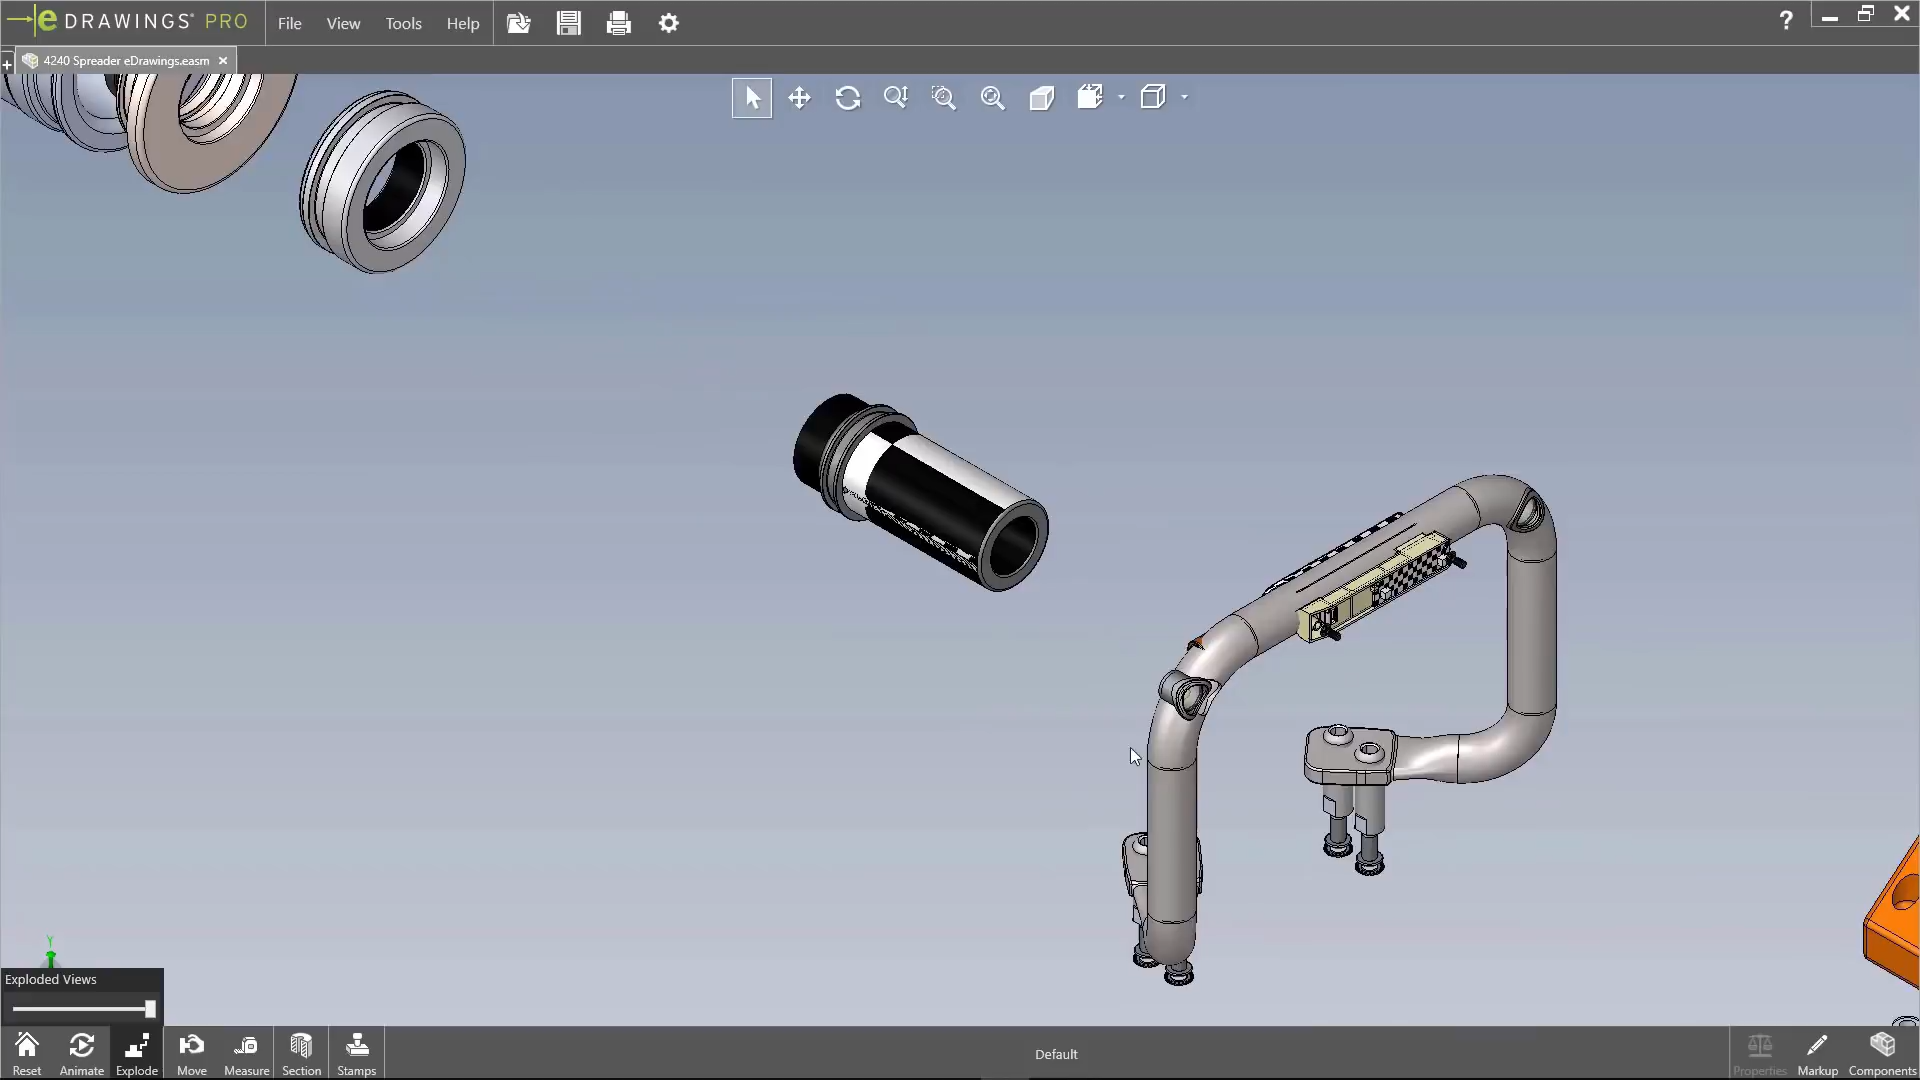 eDRAWINGS® PRO
File View Tools Help
?
4240 Spreader eDrawings.easm
Y
Exploded Views
Reset Animate Explode Move Measure Section Stamps
Default
Properties Markup Components